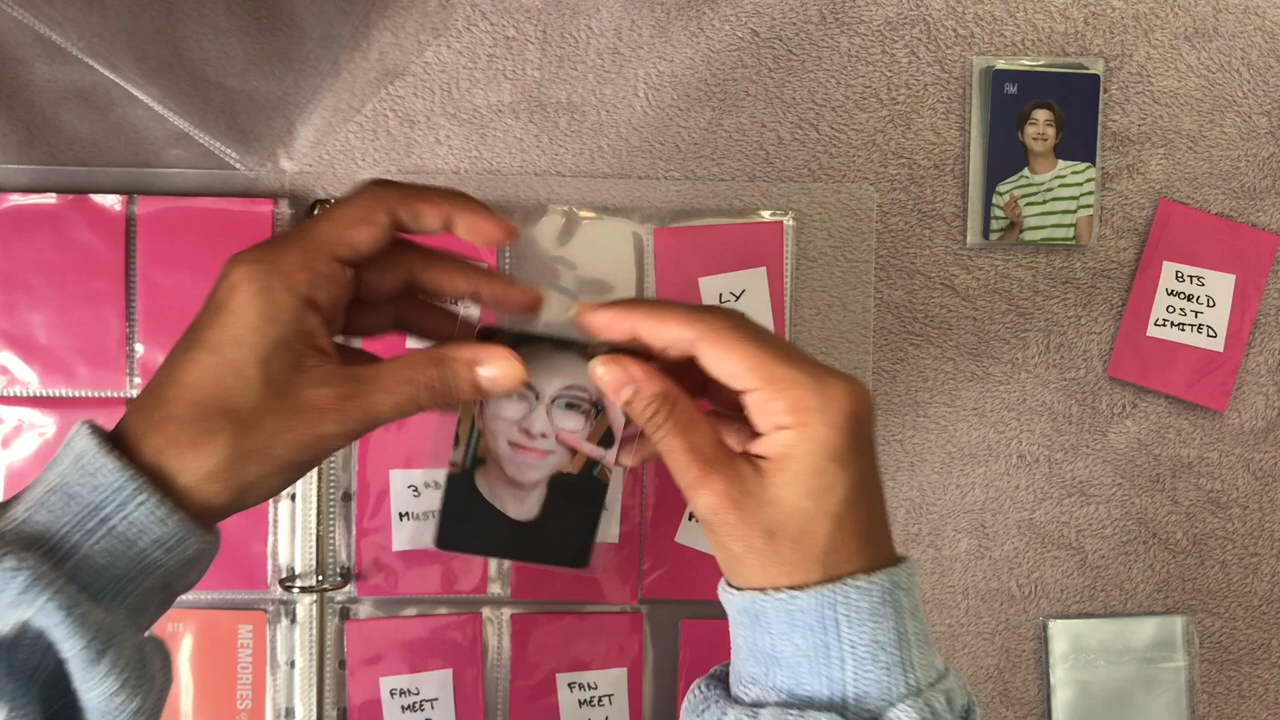 RM
BTS
WORLD
OST
LIMITED
LY
3RD
MUST
BTS
MEMORIES
FAN
MEET
FAN
MEET